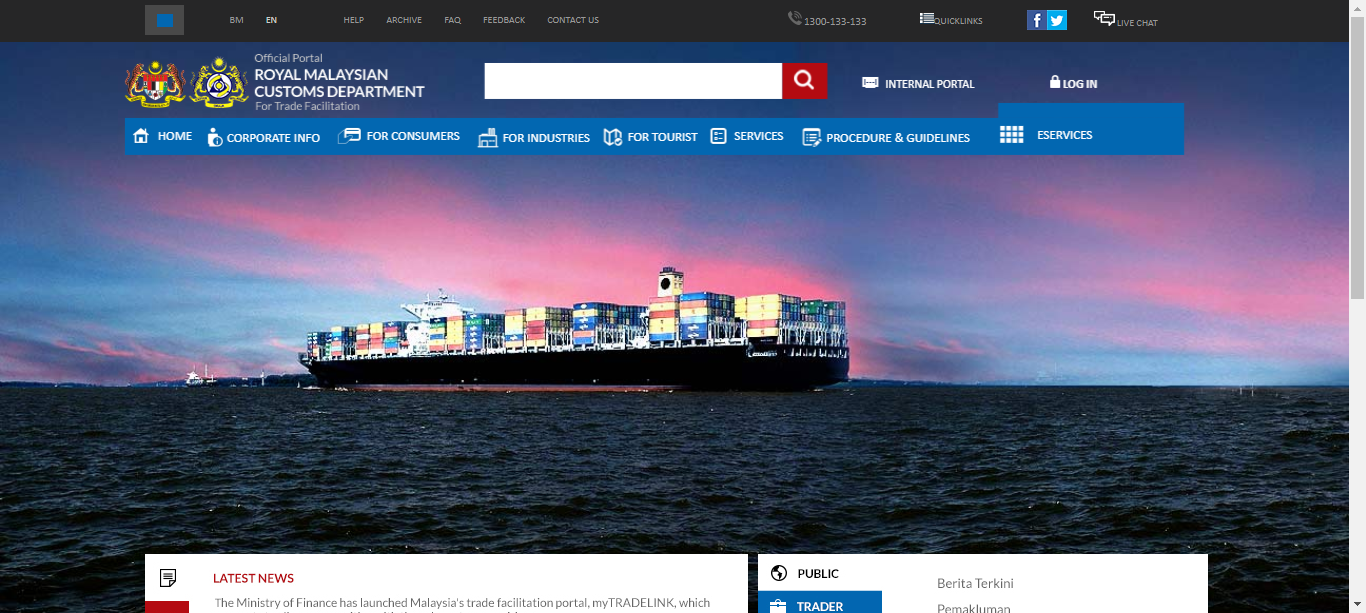 BM EN HELP ARCHIVE FAQ FEEDBACK CONTACT US 1300-133-133 QUICKLINKS LIVE CHAT
Official Portal
ROYAL MALAYSIAN
CUSTOMS DEPARTMENT
For Trade Facilitation
INTERNAL PORTAL LOG IN
HOME CORPORATE INFO FOR CONSUMERS FOR INDUSTRIES FOR TOURIST SERVICES PROCEDURE & GUIDELINES ESERVICES
LATEST NEWS
The Ministry of Finance has launched Malaysia's trade facilitation portal, myTRADELINK, which
PUBLIC
TRADER
Berita Terkini
Pemakluman